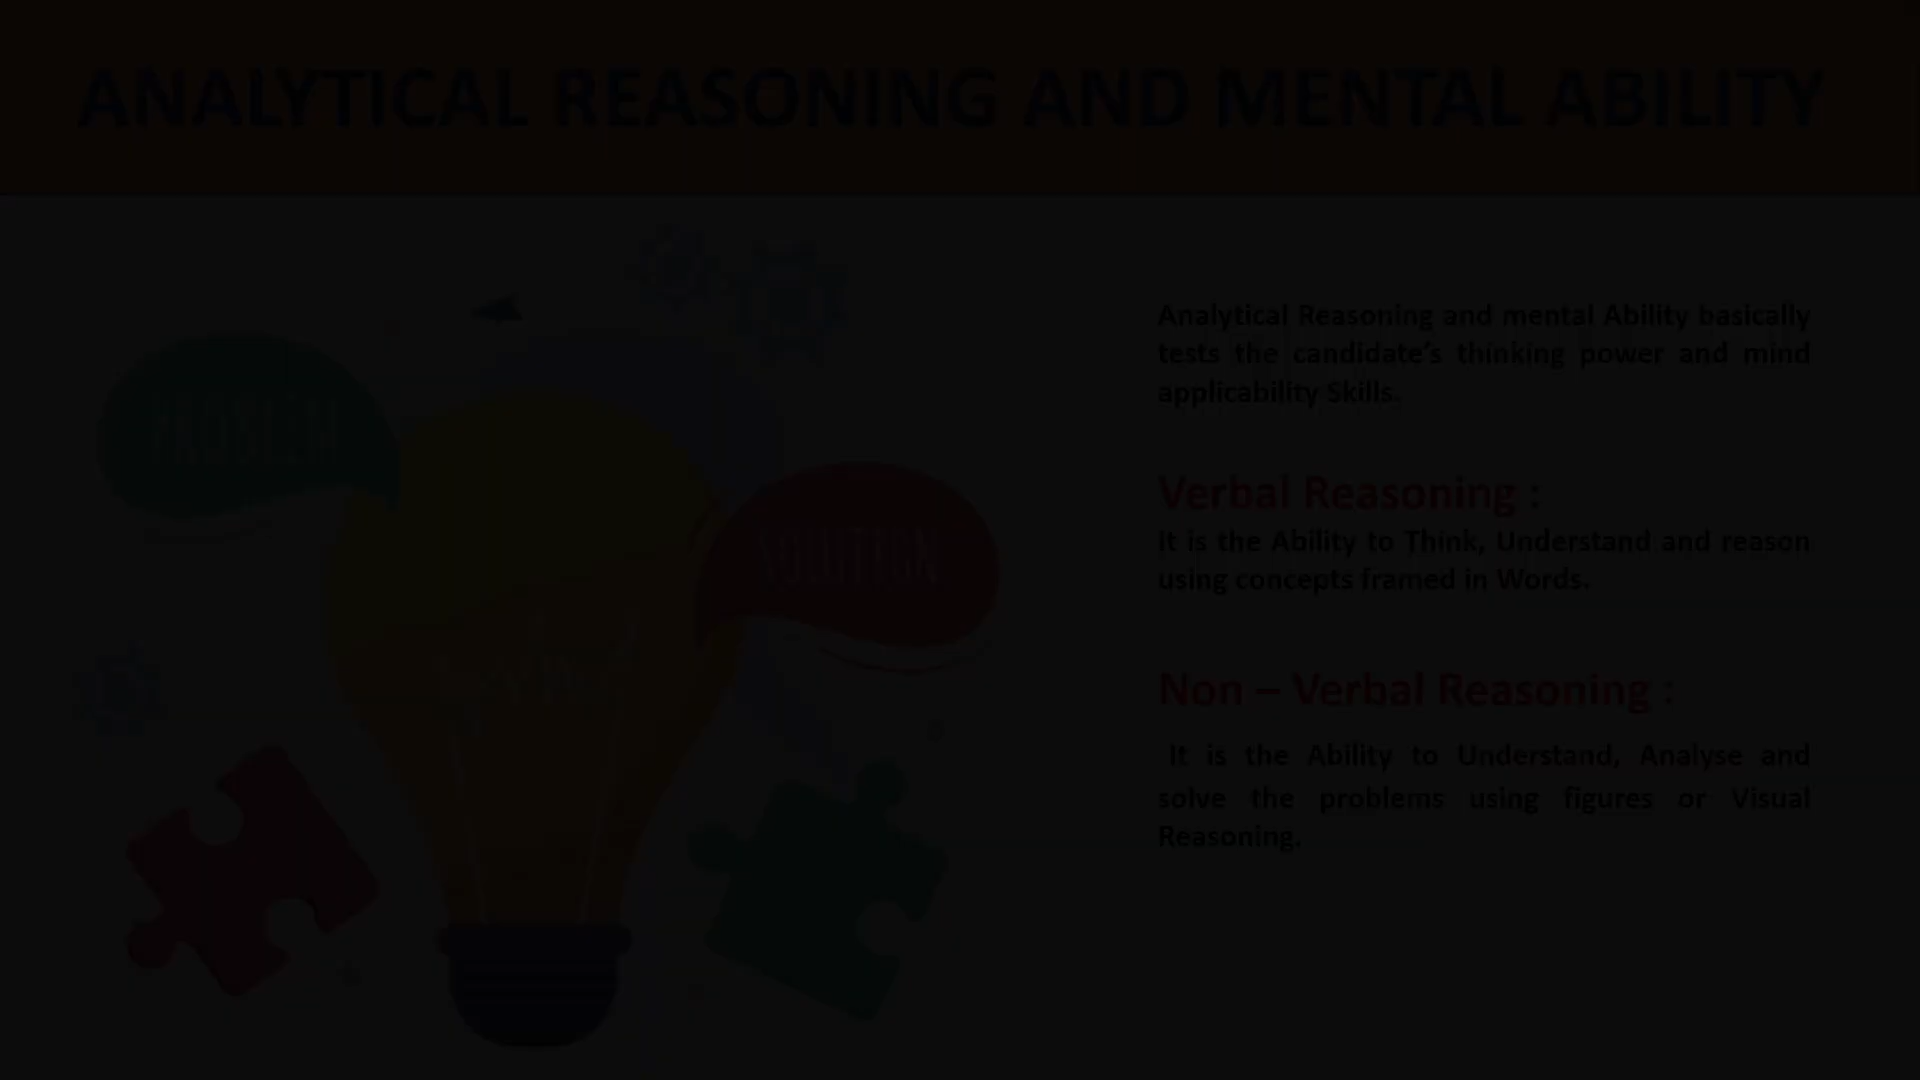 ANALYTICAL REASONING AND MENTAL ABILITY
PROBLEM
SOLUTION
Analytical Reasoning and mental Ability basically
tests the candidate's thinking power and mind
applicability Skills.
Verbal Reasoning :
It is the Ability to Think, Understand and reason
using concepts framed in Words.
Non – Verbal Reasoning :
It is the Ability to Understand, Analyse and
solve the problems using figures or Visual
Reasoning.